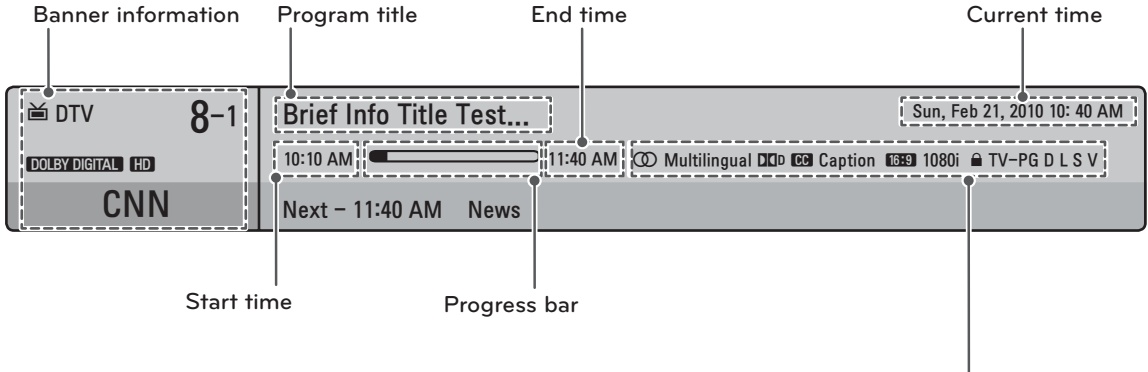 Banner information
Program title
End time
Current time
DTV
8-1
DOLBY DIGITAL HD
CNN
Brief Info Title Test...
Sun, Feb 21, 2010 10: 40 AM
10:10 AM
11:40 AM
Multilingual DD D CC Caption 16:9 1080i TV-PG D L S V
Next - 11:40 AM News
Start time
Progress bar